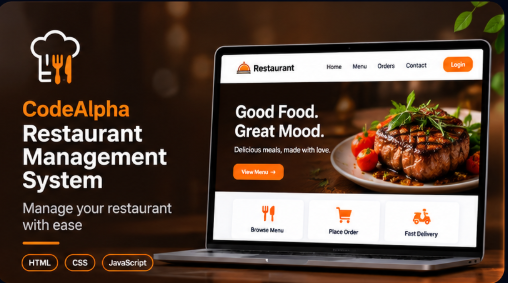 CodeAlpha
Restaurant
Management
System
Manage your restaurant
with ease
HTML
CSS
JavaScript
Restaurant
Home
Menu
Orders
Contact
Login
Good Food.
Great Mood.
Delicious meals, made with love.
View Menu →
Browse Menu
Place Order
Fast Delivery